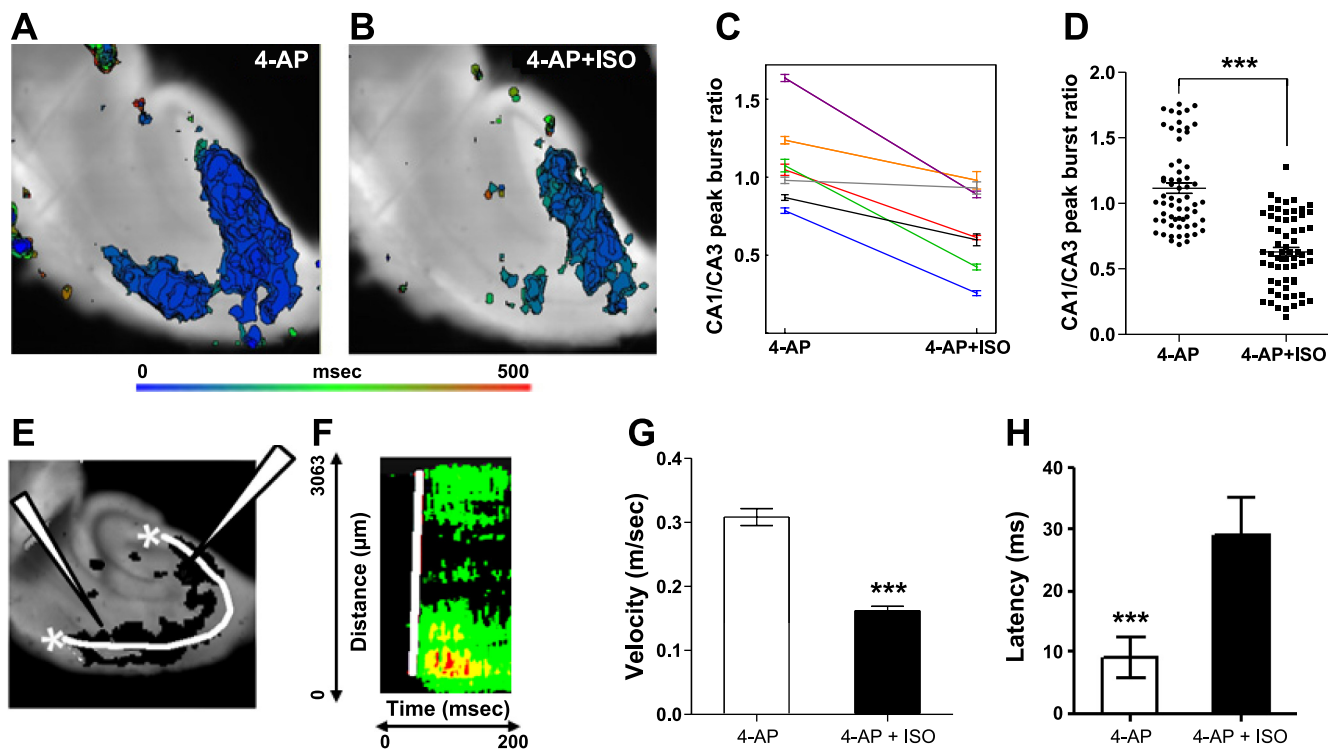 A
4-AP
B
4-AP+ISO
0
msec
500
C
CA1/CA3 peak burst ratio
1.5
1.0
0.5
4-AP
4-AP+ISO
D
***
CA1/CA3 peak burst ratio
2.0
1.5
1.0
0.5
0.0
4-AP
4-AP+ISO
E
*
*
F
3063
Distance (µm)
0
Time (msec)
0
200
G
Velocity (m/sec)
0.4
0.3
0.2
0.1
0.0
***
4-AP
4-AP + ISO
H
Latency (ms)
40
30
20
10
0
***
4-AP
4-AP + ISO